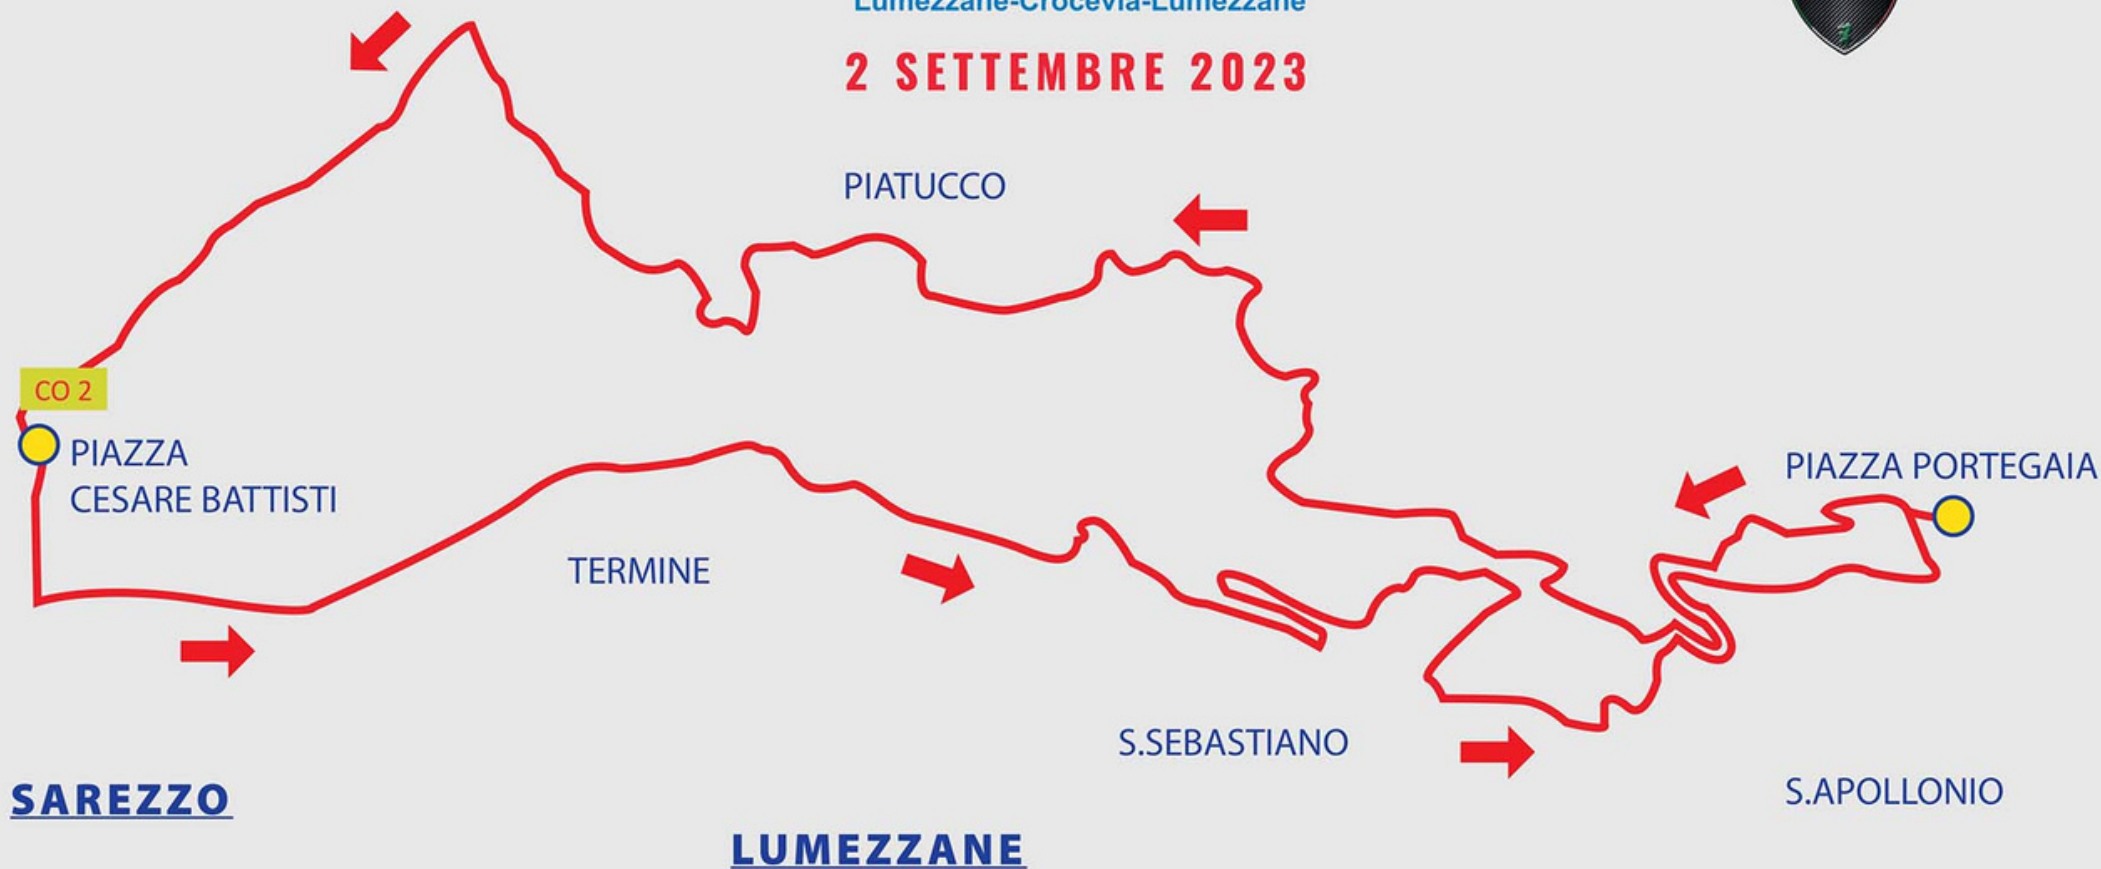 Lumezzane-Crocevia-Lumezzane
2 SETTEMBRE 2023
PIATUCCO
CO 2
PIAZZA
CESARE BATTISTI
PIAZZA PORTEGAIA
TERMINE
S.SEBASTIANO
S.APOLLONIO
SAREZZO
LUMEZZANE